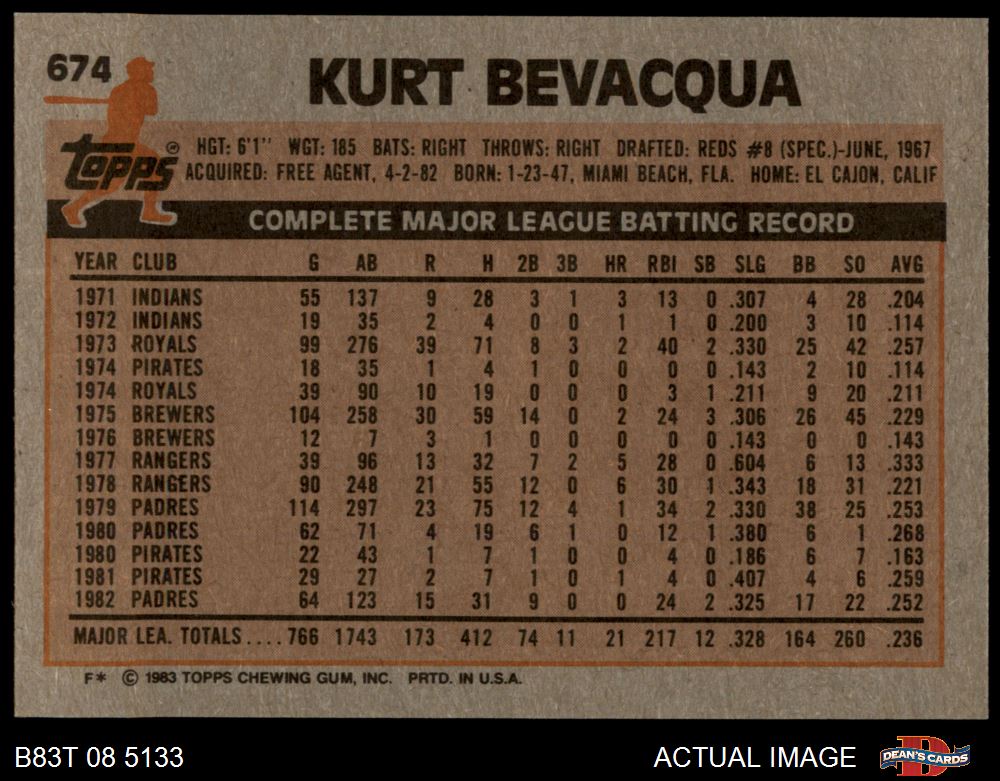 674
KURT BEVACQUA
Topps®
HGT: 6'1" WGT: 185 BATS: RIGHT THROWS: RIGHT DRAFTED: REDS #8 (SPEC.)-JUNE, 1967
ACQUIRED: FREE AGENT, 4-2-82 BORN: 1-23-47, MIAMI BEACH, FLA. HOME: EL CAJON, CALIF
COMPLETE MAJOR LEAGUE BATTING RECORD
YEAR CLUB G AB R H 2B 3B HR RBI SB SLG BB SO AVG
1971 INDIANS 55 137 9 28 3 1 3 13 0 .307 4 28 .204
1972 INDIANS 19 35 2 4 0 0 1 1 0 .200 3 10 .114
1973 ROYALS 99 276 39 71 8 3 2 40 2 .330 25 42 .257
1974 PIRATES 18 35 1 4 1 0 0 0 0 .143 2 10 .114
1974 ROYALS 39 90 10 19 0 0 0 3 1 .211 9 20 .211
1975 BREWERS 104 258 30 59 14 0 2 24 3 .306 26 45 .229
1976 BREWERS 12 7 3 1 0 0 0 0 0 .143 0 0 .143
1977 RANGERS 39 96 13 32 7 2 5 28 0 .604 6 13 .333
1978 RANGERS 90 248 21 55 12 0 6 30 1 .343 18 31 .221
1979 PADRES 114 297 23 75 12 4 1 34 2 .330 38 25 .253
1980 PADRES 62 71 4 19 6 1 0 12 1 .380 6 1 .268
1980 PIRATES 22 43 1 7 1 0 0 4 0 .186 6 7 .163
1981 PIRATES 29 27 2 7 1 0 1 4 0 .407 4 6 .259
1982 PADRES 64 123 15 31 9 0 0 24 2 .325 17 22 .252
MAJOR LEA. TOTALS .... 766 1743 173 412 74 11 21 217 12 .328 164 260 .236
F* © 1983 TOPPS CHEWING GUM, INC. PRTD. IN U.S.A.
B83T 08 5133
ACTUAL IMAGE
D
DEAN'S CARDS